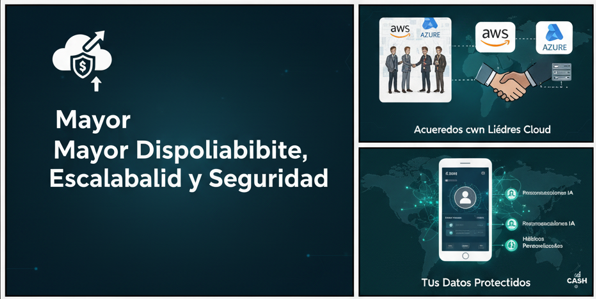 Mayor
Mayor Dispoliabibite,
Escalabalid y Seguridad
aws
AZURE
aws
AZURE
Acueredos cwn Liédres Cloud
Tus Datos Protectidos
CASH